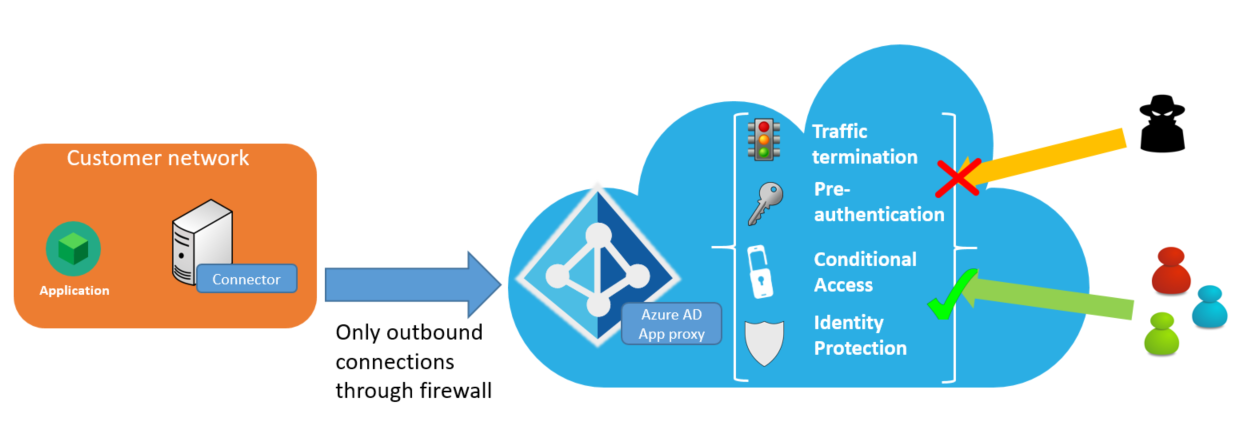 Customer network
Application
Connector
Only outbound
connections
through firewall
Azure AD
App proxy
Traffic
termination
Pre-
authentication
Conditional
Access
Identity
Protection